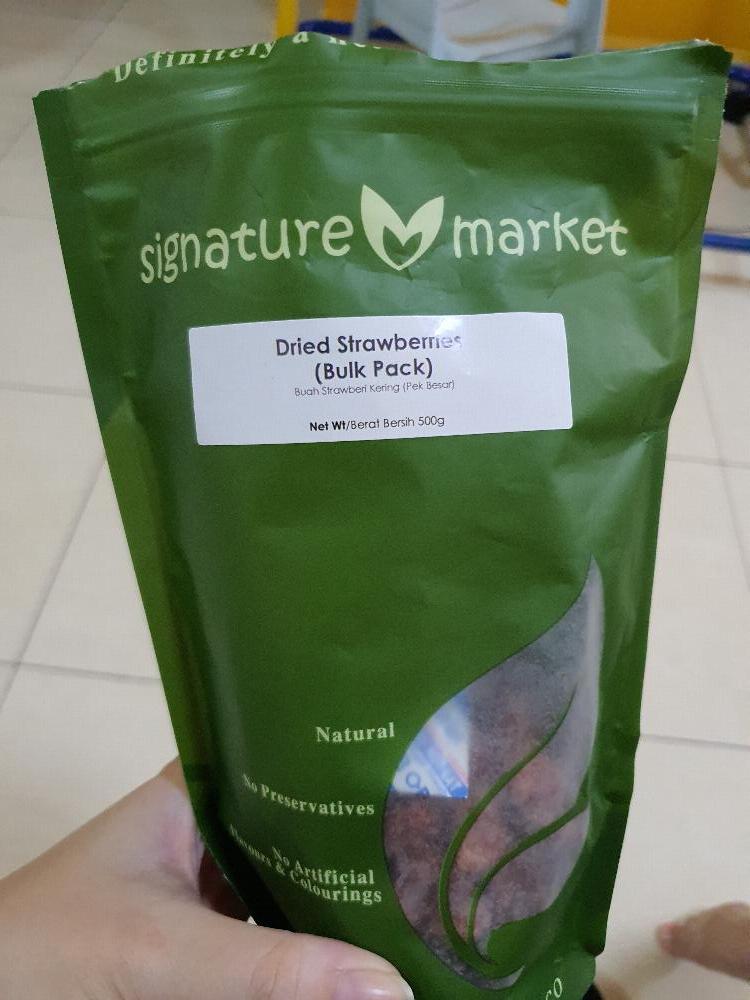 Definitely a
signature market
Dried Strawberries
(Bulk Pack)
Buah Strawberi Kering (Pek Besar)
Net Wt/Berat Bersih 500g
Natural
No Preservatives
No Artificial
Flavours & Colourings